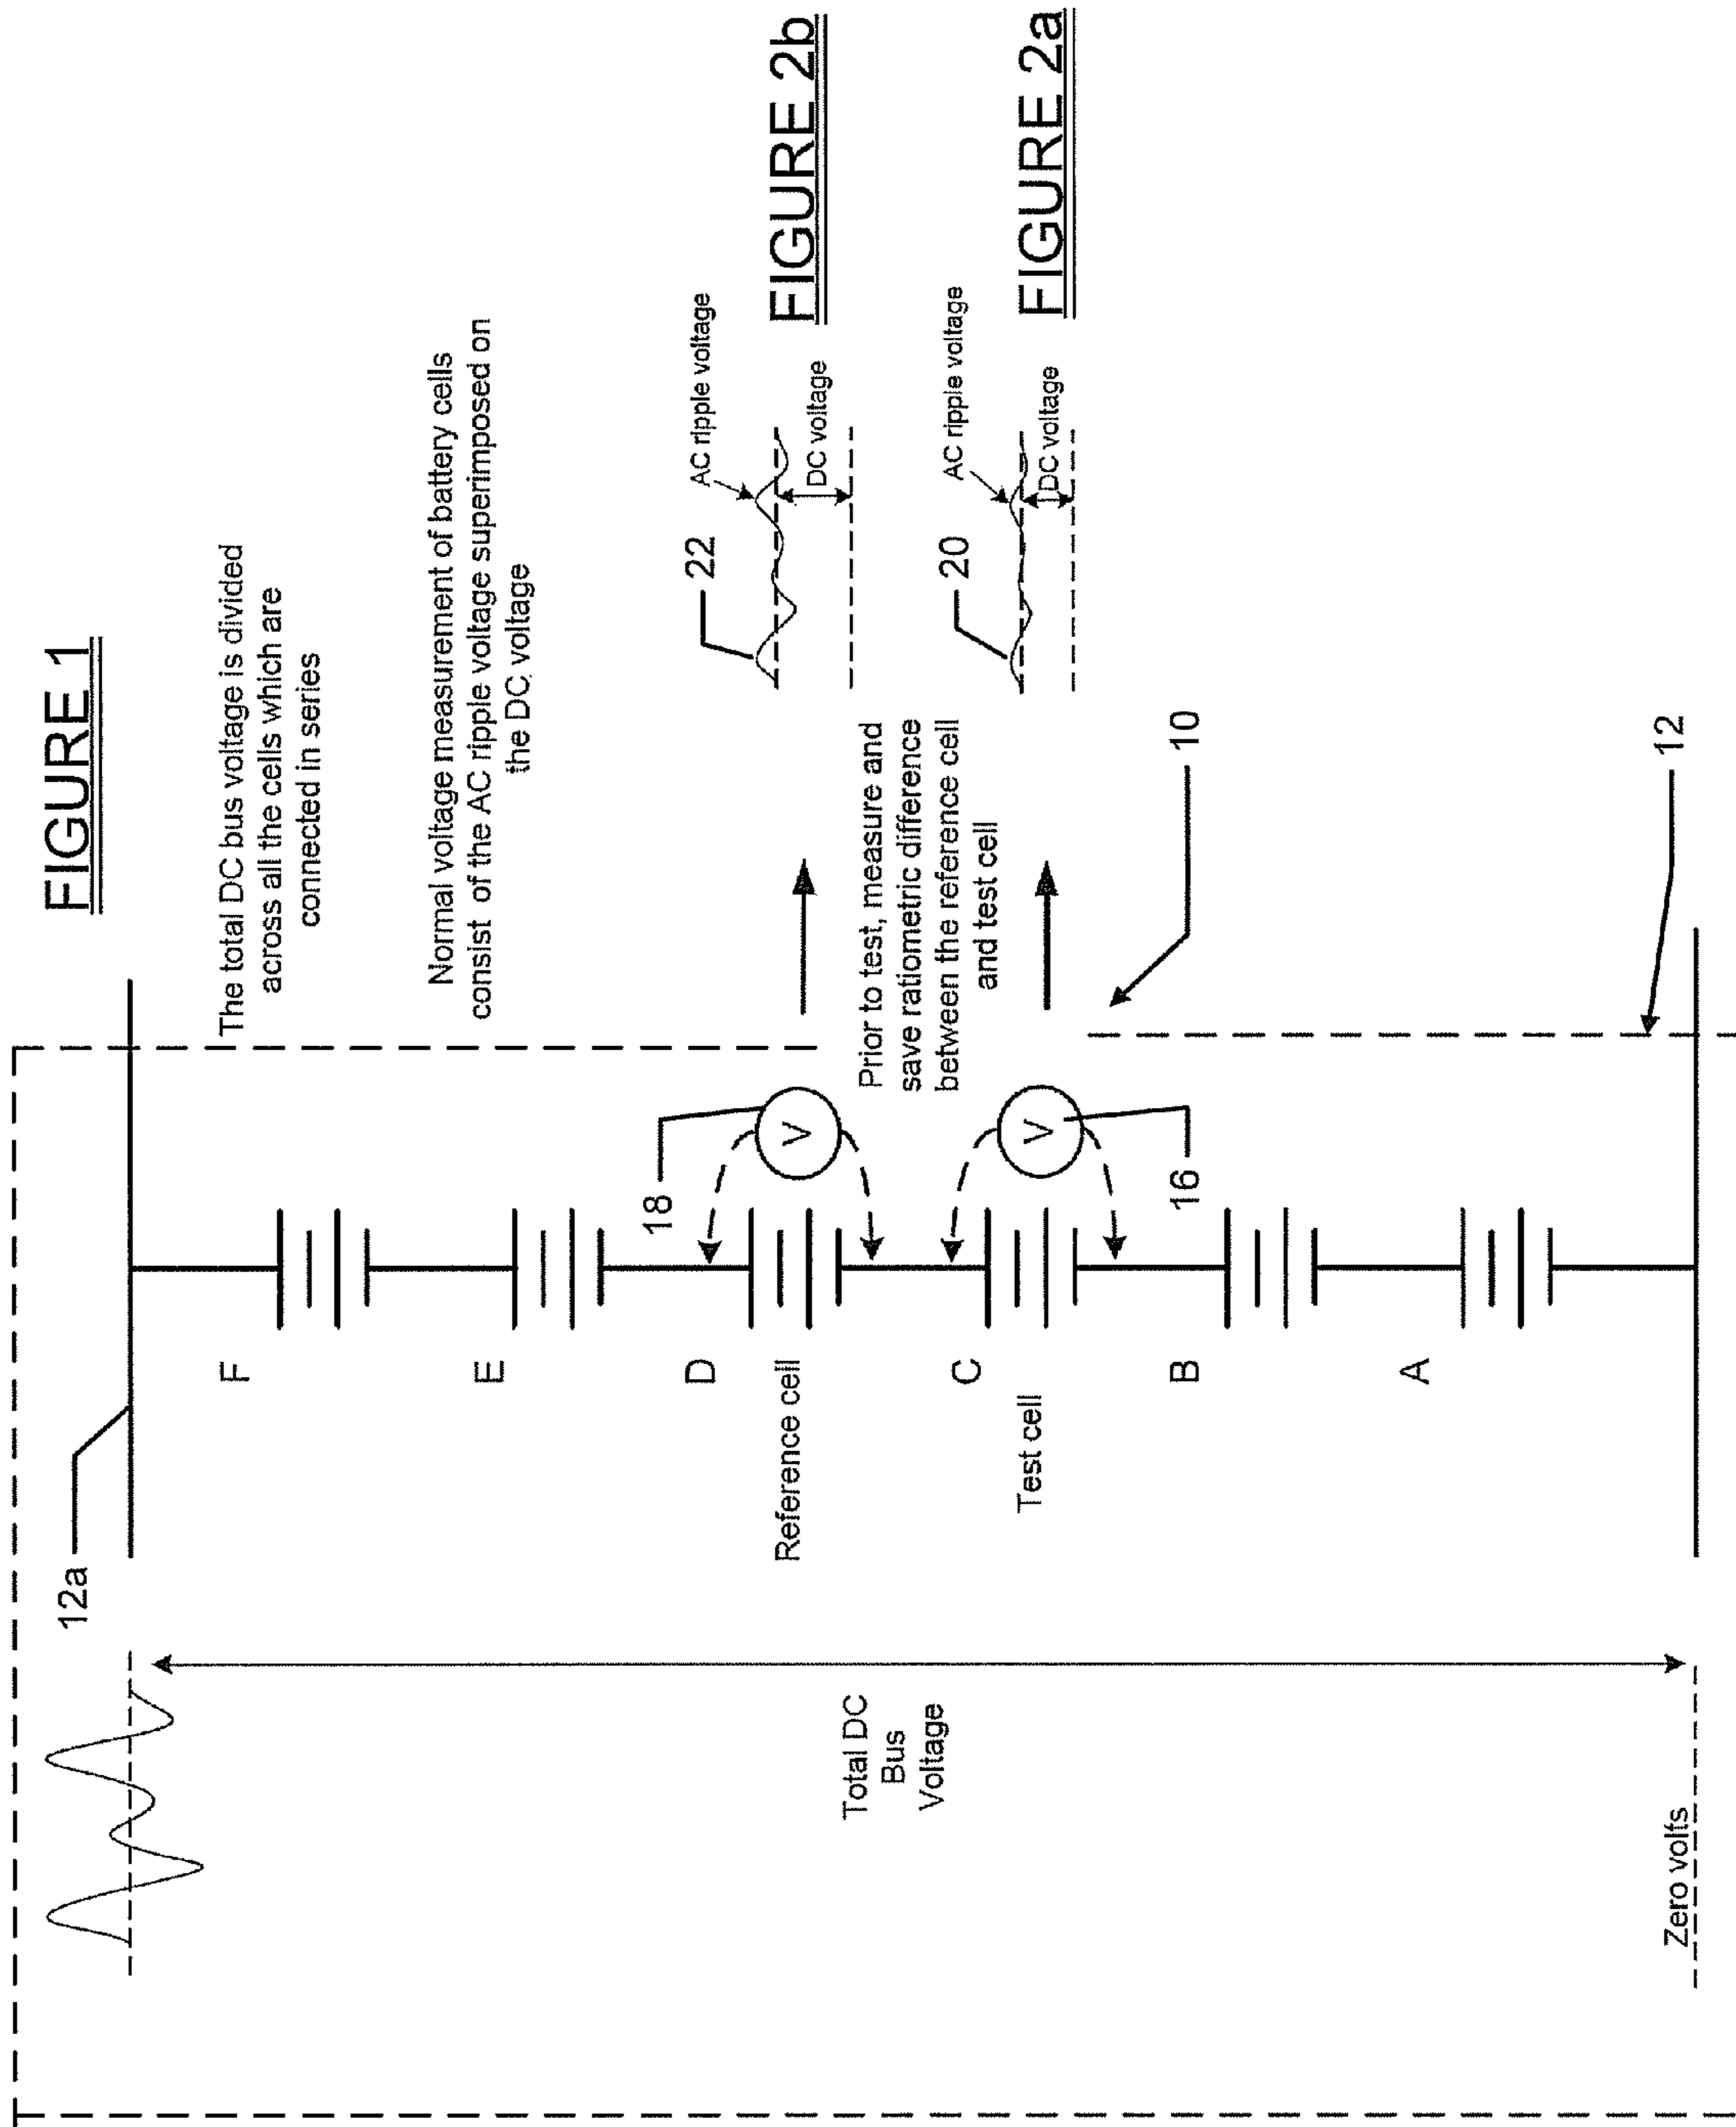 FIGURE 1
12a
The total DC bus voltage is divided
across all the cells which are
connected in series
F
Normal voltage measurement of battery cells
consist of the AC ripple voltage superimposed on
the DC voltage
E
18
22
AC ripple voltage
D
Reference cell
V
DC voltage
FIGURE 2b
Total DC
Bus
Voltage
Prior to test, measure and
save ratiometric difference
between the reference cell
and test cell
C
Test cell
V
20
AC ripple voltage
DC voltage
FIGURE 2a
16
10
B
A
12
Zero volts